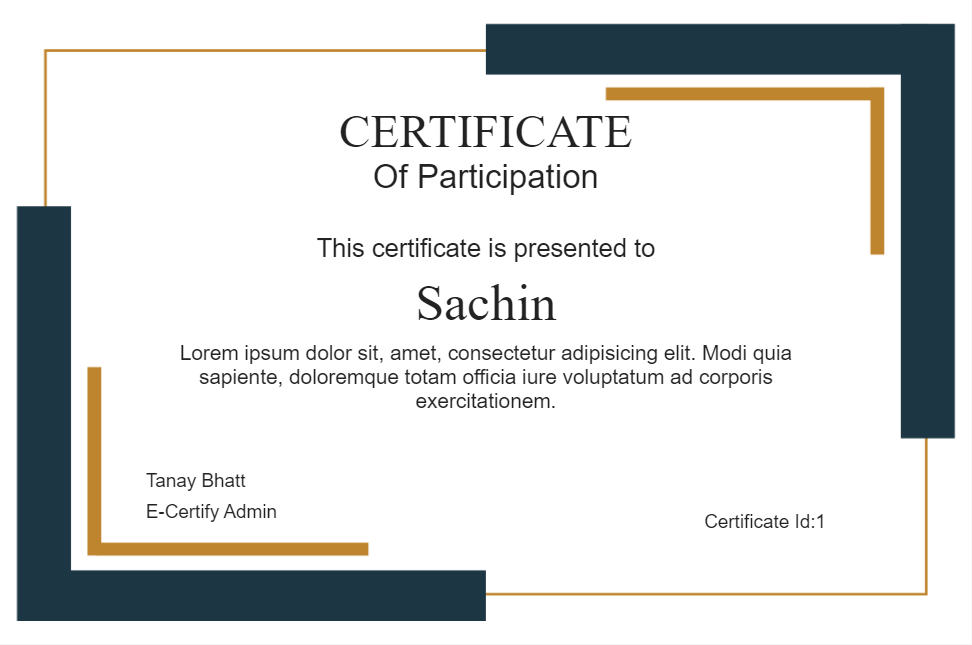 CERTIFICATE
Of Participation
This certificate is presented to
Sachin
Lorem ipsum dolor sit, amet, consectetur adipisicing elit. Modi quia
sapiente, doloremque totam officia iure voluptatum ad corporis
exercitationem.
Tanay Bhatt
E-Certify Admin
Certificate Id:1